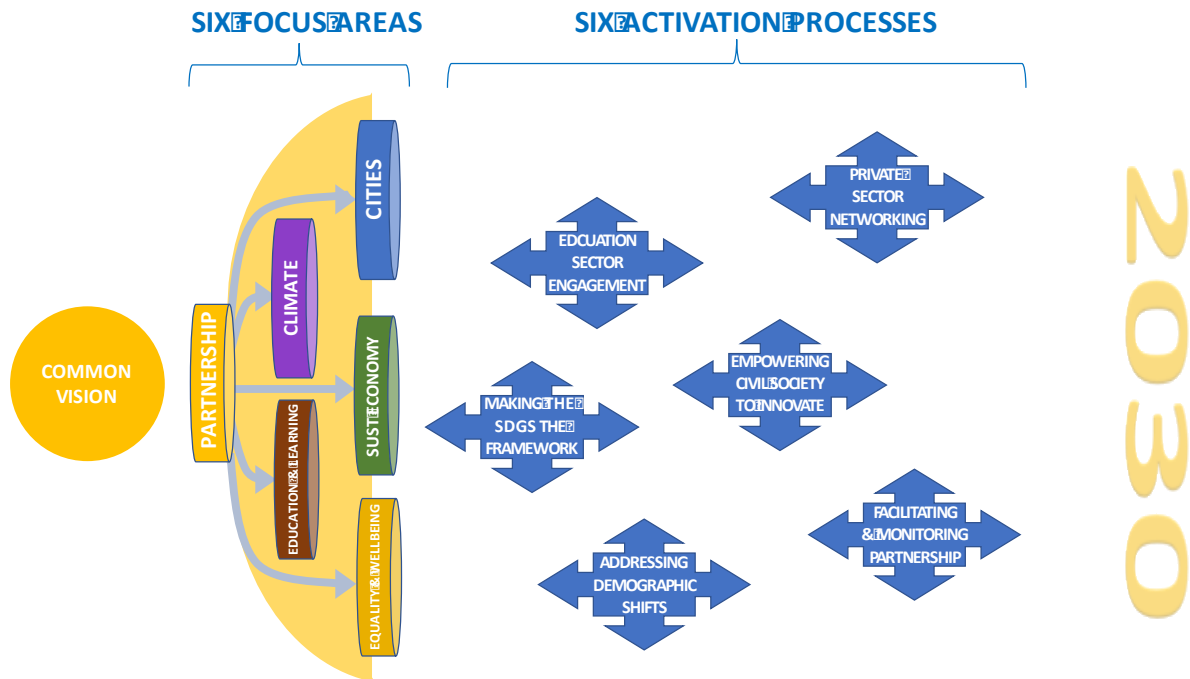 SIX FOCUS AREAS
SIX ACTIVATION PROCESSES
COMMON
VISION
PARTNERSHIP
CITIES
CLIMATE
SUST ECONOMY
EDUCATION & LEARNING
EQUALITY & WELLBEING
PRIVATE
SECTOR
NETWORKING
EDCUATION
SECTOR
ENGAGEMENT
EMPOWERING
CIVIL SOCIETY
TO INNOVATE
MAKING THE
SDGS THE
FRAMEWORK
FACILITATING
& MONITORING
PARTNERSHIP
ADDRESSING
DEMOGRAPHIC
SHIFTS
2030